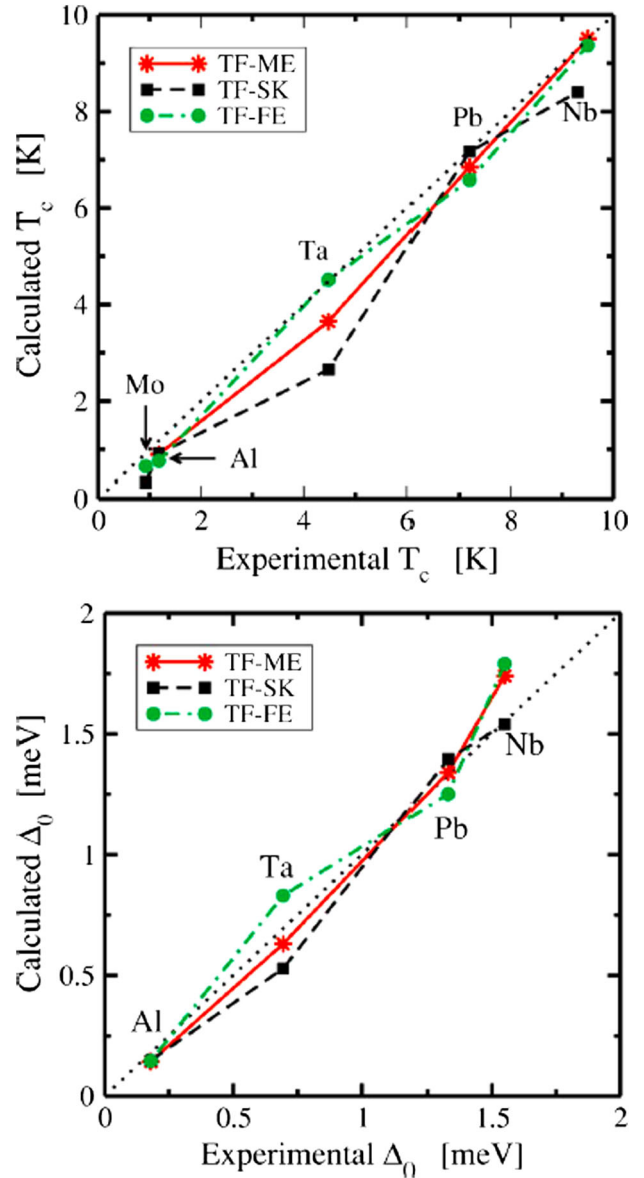 10
TF-ME
TF-SK
TF-FE
8
Pb
Nb
6
Ta
4
Mo
2
Al
0
0 2 4 6 8 10
Calculated T_c [K]
Experimental T_c [K]
2
TF-ME
TF-SK
TF-FE
1.5
Nb
Pb
1
Ta
0.5
Al
0
0 0.5 1 1.5 2
Calculated Δ_0 [meV]
Experimental Δ_0 [meV]